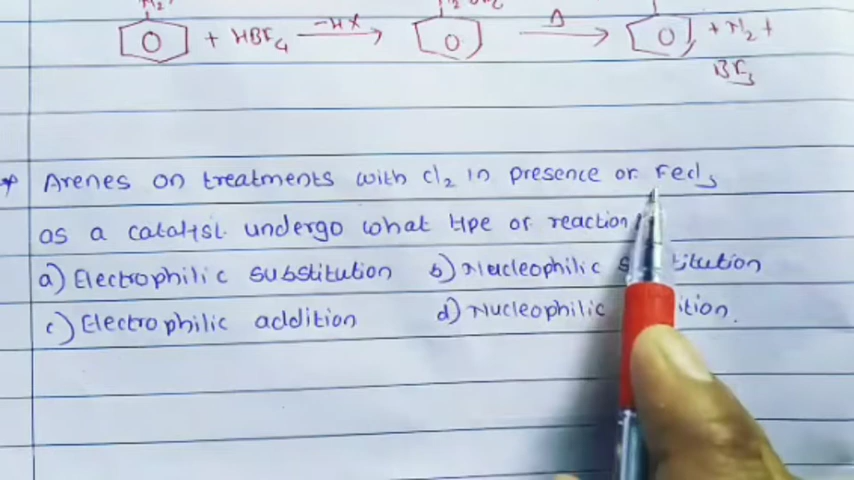 + HBF4 -HX Δ + N2 +
BF3
Arenes on treatments with Cl2 in presence of FeCl3
as a catalyst undergo what type of reaction
a) Electrophilic substitution b) Nucleophilic
c) Electrophilic addition d) Nucleophilic